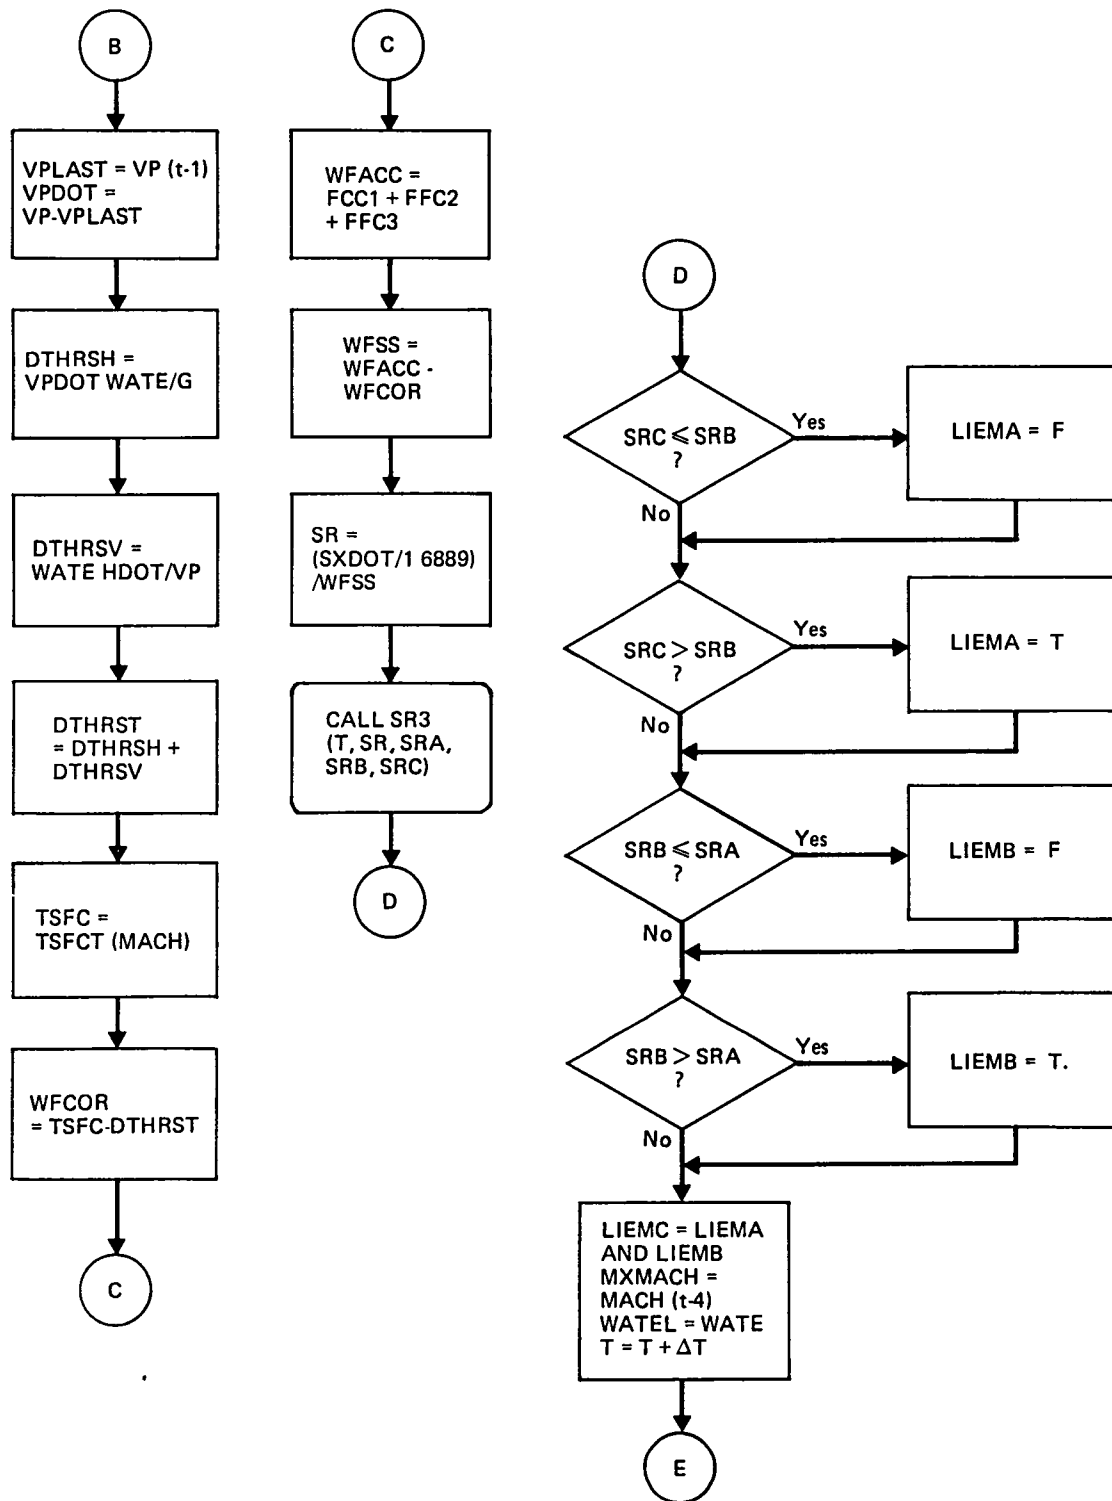 B
VPLAST = VP (t-1)
VPDOT =
VP-VPLAST
DTHRSH =
VPDOT WATE/G
DTHRSV =
WATE HDOT/VP
DTHRST
= DTHRSH +
DTHRSV
TSFC =
TSFCT (MACH)
WFCOR
= TSFC-DTHRST
C
C
WFACC =
FCC1 + FFC2
+ FFC3
WFSS =
WFACC -
WFCOR
SR =
(SXDOT/1 6889)
/WFSS
CALL SR3
(T, SR, SRA,
SRB, SRC)
D
D
SRC ⩽ SRB
?
Yes
LIEMA = F
No
SRC > SRB
?
Yes
LIEMA = T
No
SRB ⩽ SRA
?
Yes
LIEMB = F
No
SRB > SRA
?
Yes
LIEMB = T.
No
LIEMC = LIEMA
AND LIEMB
MXMACH =
MACH (t-4)
WATEL = WATE
T = T + ΔT
E